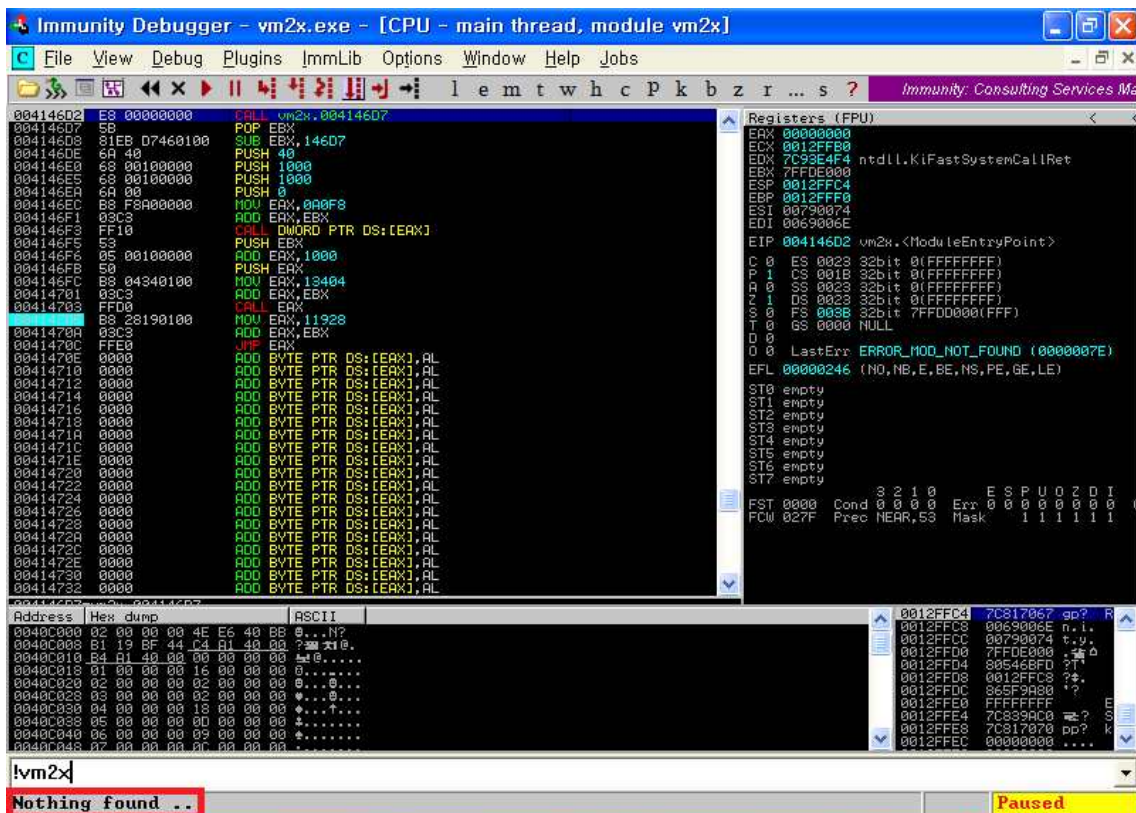 Immunity Debugger - vm2x.exe - [CPU - main thread, module vm2x]
C File View Debug Plugins ImmLib Options Window Help Jobs
l e m t w h c P k b z r ... s ? Immunity: Consulting Services Ma
004146D2 E8 00000000 CALL vm2x.004146D7
004146D7 5B POP EBX
004146D8 81EB D7460100 SUB EBX,146D7
004146DE 6A 40 PUSH 40
004146E0 68 00100000 PUSH 1000
004146E5 68 00100000 PUSH 1000
004146EA 6A 00 PUSH 0
004146EC B8 F8A00000 MOV EAX,0A0F8
004146F1 03C3 ADD EAX,EBX
004146F3 FF10 CALL DWORD PTR DS:[EAX]
004146F5 53 PUSH EBX
004146F6 05 00100000 ADD EAX,1000
004146FB 50 PUSH EAX
004146FC B8 04340100 MOV EAX,13404
00414701 03C3 ADD EAX,EBX
00414703 FFD0 CALL EAX
B8 28190100 MOV EAX,11928
0041470A 03C3 ADD EAX,EBX
0041470C FFE0 JMP EAX
0041470E 0000 ADD BYTE PTR DS:[EAX],AL
00414710 0000 ADD BYTE PTR DS:[EAX],AL
00414712 0000 ADD BYTE PTR DS:[EAX],AL
00414714 0000 ADD BYTE PTR DS:[EAX],AL
00414716 0000 ADD BYTE PTR DS:[EAX],AL
00414718 0000 ADD BYTE PTR DS:[EAX],AL
0041471A 0000 ADD BYTE PTR DS:[EAX],AL
0041471C 0000 ADD BYTE PTR DS:[EAX],AL
0041471E 0000 ADD BYTE PTR DS:[EAX],AL
00414720 0000 ADD BYTE PTR DS:[EAX],AL
00414722 0000 ADD BYTE PTR DS:[EAX],AL
00414724 0000 ADD BYTE PTR DS:[EAX],AL
00414726 0000 ADD BYTE PTR DS:[EAX],AL
00414728 0000 ADD BYTE PTR DS:[EAX],AL
0041472A 0000 ADD BYTE PTR DS:[EAX],AL
0041472C 0000 ADD BYTE PTR DS:[EAX],AL
0041472E 0000 ADD BYTE PTR DS:[EAX],AL
00414730 0000 ADD BYTE PTR DS:[EAX],AL
00414732 0000 ADD BYTE PTR DS:[EAX],AL
Registers (FPU) < <
EAX 00000000
ECX 0012FFB0
EDX 7C93E4F4 ntdll.KiFastSystemCallRet
EBX 7FFDE000
ESP 0012FFC4
EBP 0012FFF0
ESI 00790074
EDI 0069006E
EIP 004146D2 vm2x.<ModuleEntryPoint>
C 0 ES 0023 32bit 0(FFFFFFFF)
P 1 CS 001B 32bit 0(FFFFFFFF)
A 0 SS 0023 32bit 0(FFFFFFFF)
Z 1 DS 0023 32bit 0(FFFFFFFF)
S 0 FS 003B 32bit 7FFDD000(FFF)
T 0 GS 0000 NULL
D 0
O 0 LastErr ERROR_MOD_NOT_FOUND (0000007E)
EFL 00000246 (NO,NB,E,BE,NS,PE,GE,LE)
ST0 empty
ST1 empty
ST2 empty
ST3 empty
ST4 empty
ST5 empty
ST6 empty
ST7 empty
3 2 1 0 E S P U O Z D I
FST 0000 Cond 0 0 0 0 Err 0 0 0 0 0 0 0 0
FCW 027F Prec NEAR,53 Mask 1 1 1 1 1 1
Address Hex dump ASCII
0040C000 02 00 00 00 4E E6 40 BB
0040C008 B1 19 BF 44 C4 A1 40 00
0040C010 B4 A1 40 00 00 00 00 00
0040C018 01 00 00 00 16 00 00 00
0040C020 02 00 00 00 02 00 00 00
0040C028 03 00 00 00 02 00 00 00
0040C030 04 00 00 00 18 00 00 00
0040C038 05 00 00 00 0D 00 00 00
0040C040 06 00 00 00 09 00 00 00
0040C048 07 00 00 00 0C 00 00 00
0012FFC4 7C817067 gp? R
0012FFC8 0069006E n.i.
0012FFCC 00790074 t.y.
0012FFD0 7FFDE000
0012FFD4 80546BFD
0012FFD8 0012FFC8
0012FFDC 865F9A80
0012FFE0 FFFFFFFF E
0012FFE4 7C839AC0 S
0012FFE8 7C817070 pp? k
0012FFEC 00000000 ....
!vm2x
Nothing found ..
Paused